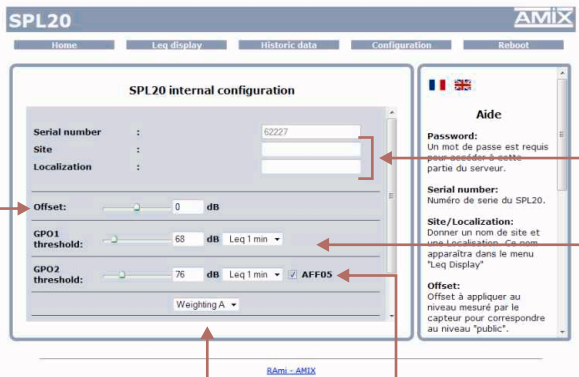 SPL20
AMIX
Home Leq display Historic data Configuration Reboot
SPL20 internal configuration
Serial number : 62227
Site :
Localization :
Offset: 0 dB
GPO1 threshold: 68 dB Leq 1 min
GPO2 threshold: 76 dB Leq 1 min AFF05
Weighting A
Aide
Password:
Un mot de passe est requis
pour accéder à cette
partie du serveur.
Serial number:
Numéro de serie du SPL20.
Site/Localization:
Donner un nom de site et
une Localisation. Ce nom
apparaîtra dans le menu
"Leq Display"
Offset:
Offset à appliquer au
niveau mesuré par le
capteur pour correspondre
au niveau "public".
RAmi - AMIX